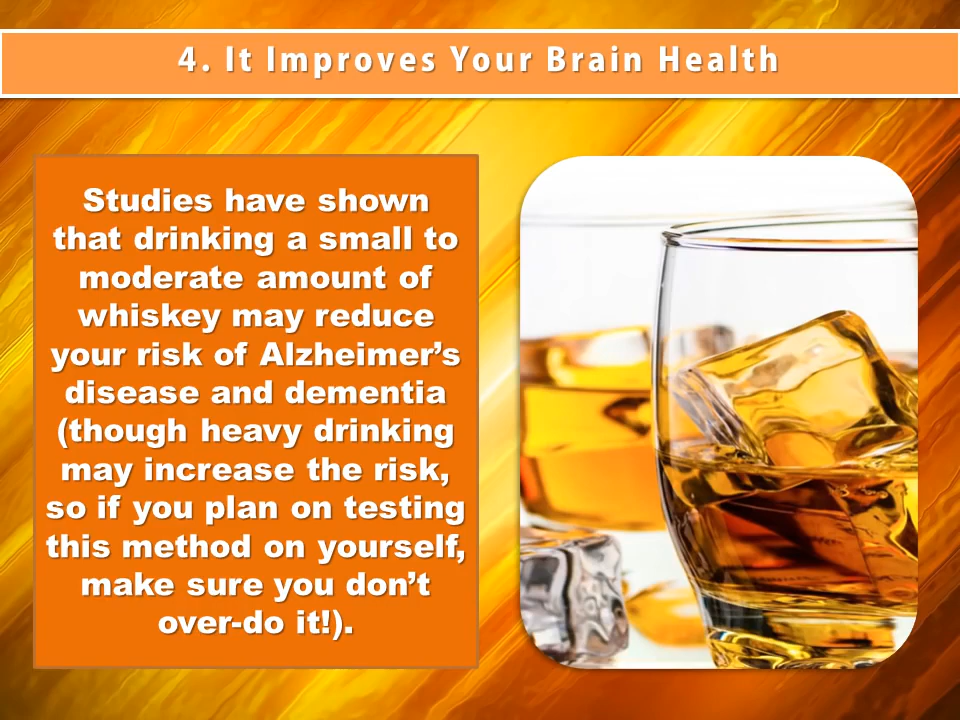 4. It Improves Your Brain Health
Studies have shown
that drinking a small to
moderate amount of
whiskey may reduce
your risk of Alzheimer’s
disease and dementia
(though heavy drinking
may increase the risk,
so if you plan on testing
this method on yourself,
make sure you don’t
over-do it!).